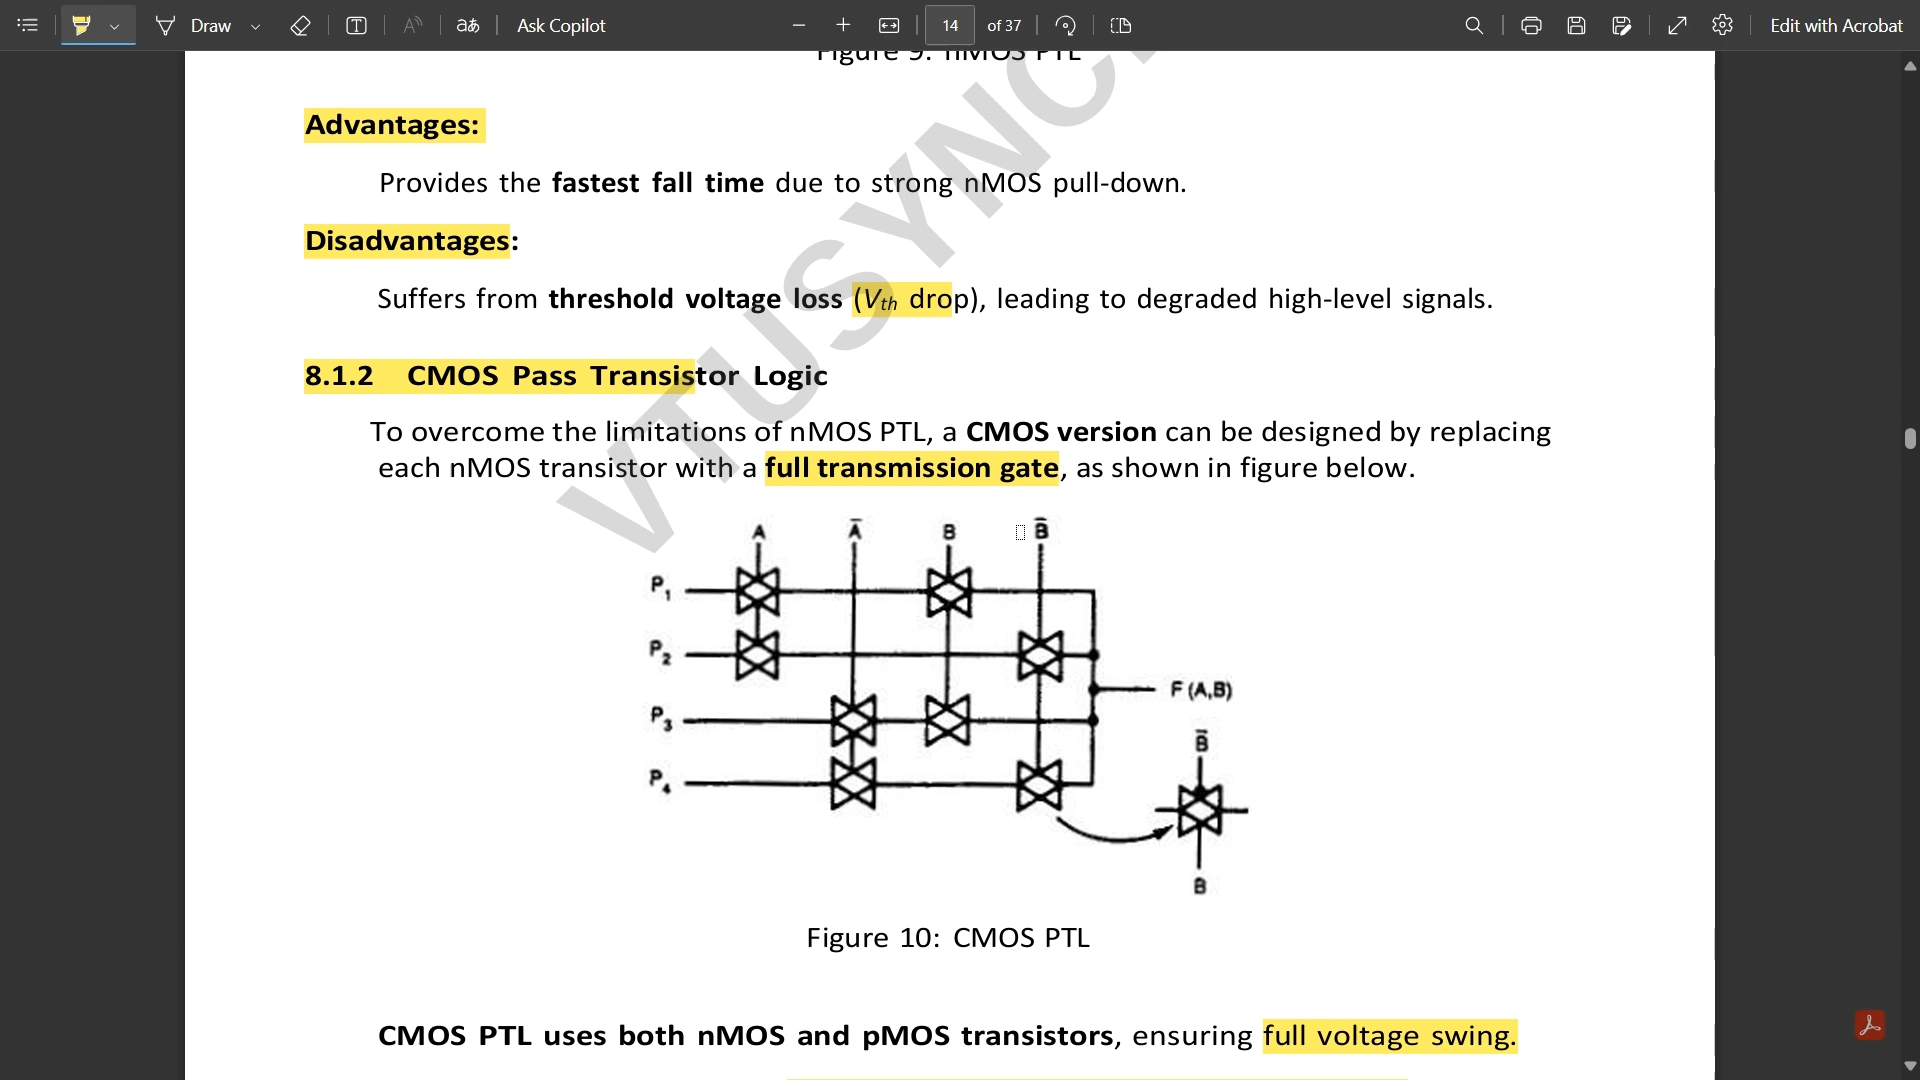 Draw
Ask Copilot
14 of 37
Edit with Acrobat
Figure 9: nMOS PTL
Advantages:
Provides the fastest fall time due to strong nMOS pull-down.
Disadvantages:
Suffers from threshold voltage loss (Vth drop), leading to degraded high-level signals.
8.1.2 CMOS Pass Transistor Logic
To overcome the limitations of nMOS PTL, a CMOS version can be designed by replacing
each nMOS transistor with a full transmission gate, as shown in figure below.
A A̅ B B̅
P1
P2
F (A,B)
P3
B̅
P4
B
Figure 10: CMOS PTL
CMOS PTL uses both nMOS and pMOS transistors, ensuring full voltage swing.